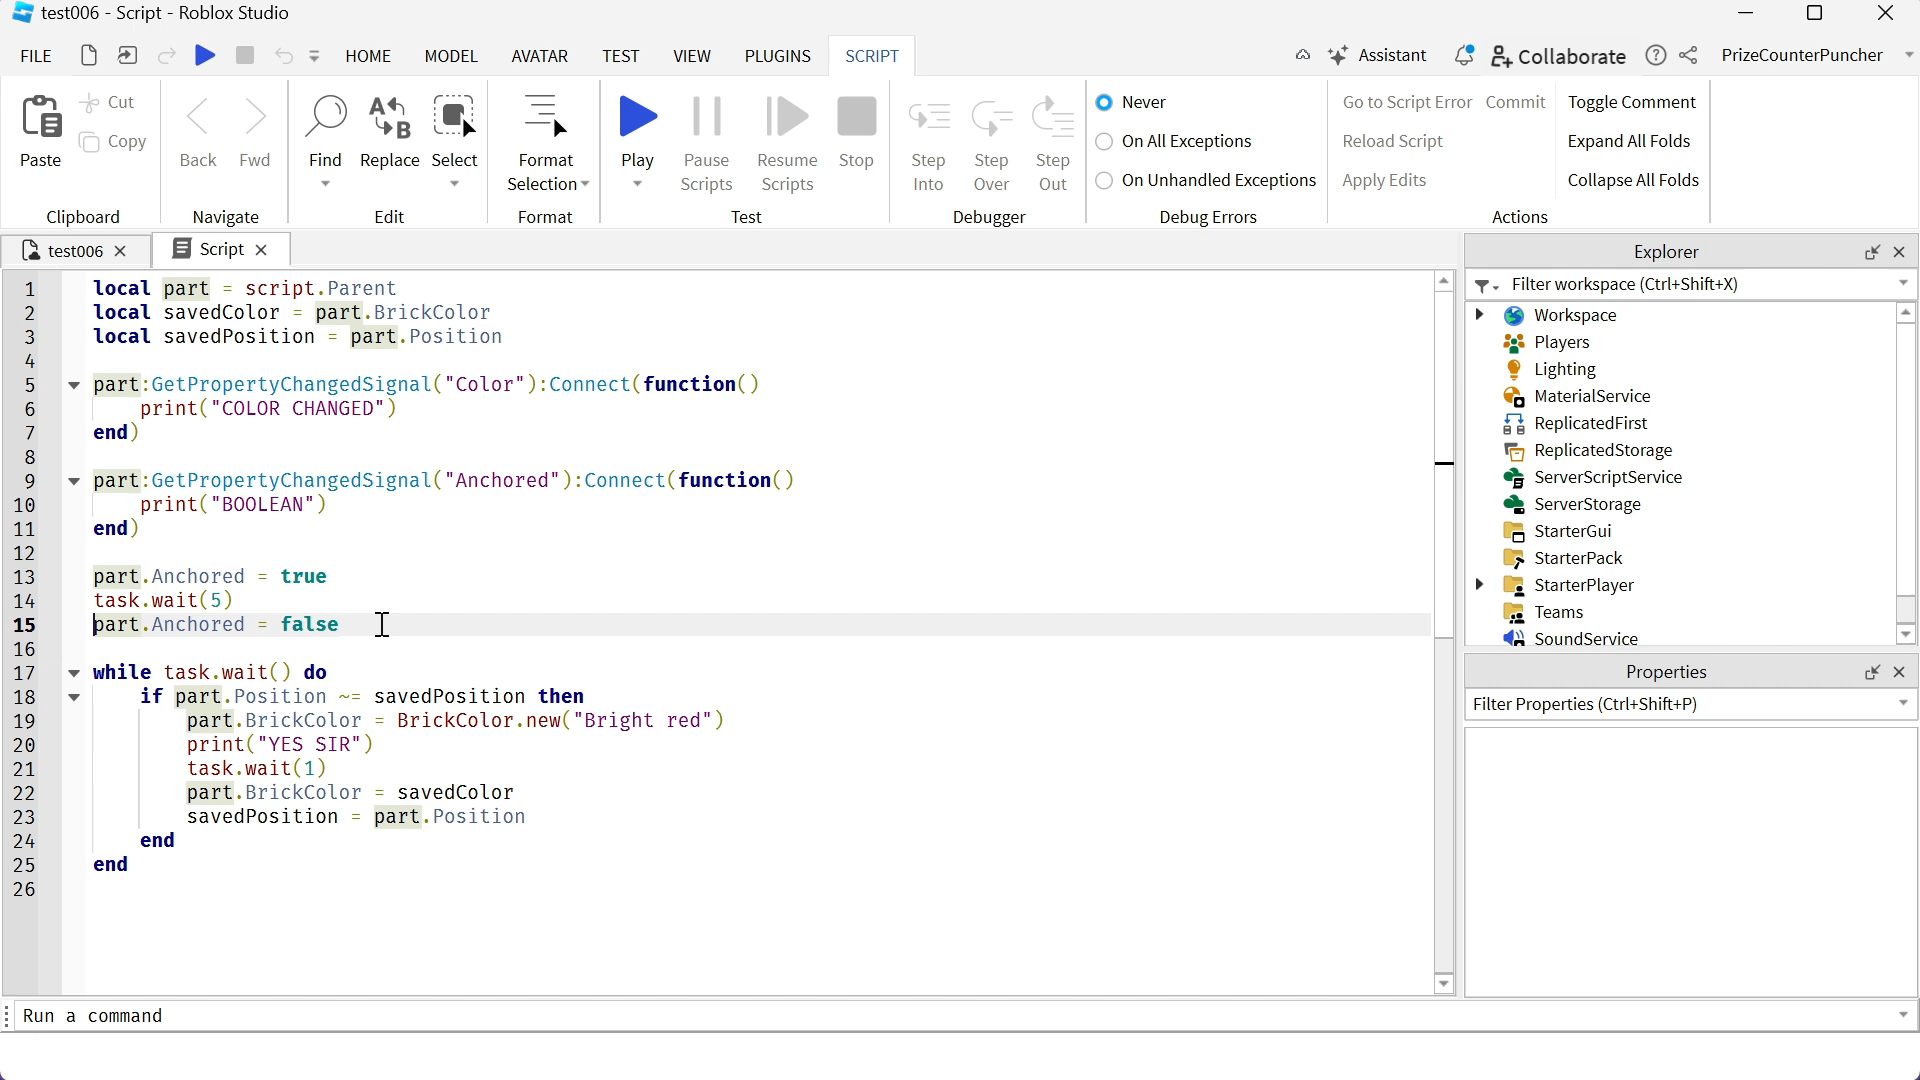 test006 - Script - Roblox Studio
FILE HOME MODEL AVATAR TEST VIEW PLUGINS SCRIPT Assistant Collaborate PrizeCounterPuncher
Paste Cut Copy Back Fwd Find Replace Select Format Selection Play Pause Scripts Resume Scripts Stop Step Into Step Over Step Out
Never
On All Exceptions
On Unhandled Exceptions
Go to Script Error Commit
Reload Script
Apply Edits
Toggle Comment
Expand All Folds
Collapse All Folds
Clipboard Navigate Edit Format Test Debugger Debug Errors Actions
test006 Script
1 local part = script.Parent
2 local savedColor = part.BrickColor
3 local savedPosition = part.Position
4
5 part:GetPropertyChangedSignal("Color"):Connect(function()
6 print("COLOR CHANGED")
7 end)
8
9 part:GetPropertyChangedSignal("Anchored"):Connect(function()
10 print("BOOLEAN")
11 end)
12
13 part.Anchored = true
14 task.wait(5)
15 part.Anchored = false
16
17 while task.wait() do
18 if part.Position ~= savedPosition then
19 part.BrickColor = BrickColor.new("Bright red")
20 print("YES SIR")
21 task.wait(1)
22 part.BrickColor = savedColor
23 savedPosition = part.Position
24 end
25 end
26
Explorer
Filter workspace (Ctrl+Shift+X)
Workspace
Players
Lighting
MaterialService
ReplicatedFirst
ReplicatedStorage
ServerScriptService
ServerStorage
StarterGui
StarterPack
StarterPlayer
Teams
SoundService
Properties
Filter Properties (Ctrl+Shift+P)
Run a command